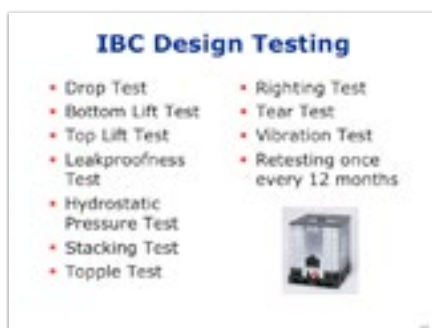 IBC Design Testing
• Drop Test
• Bottom Lift Test
• Top Lift Test
• Leakproofness
Test
• Hydrostatic
Pressure Test
• Stacking Test
• Topple Test
• Righting Test
• Tear Test
• Vibration Test
• Retesting once
every 12 months